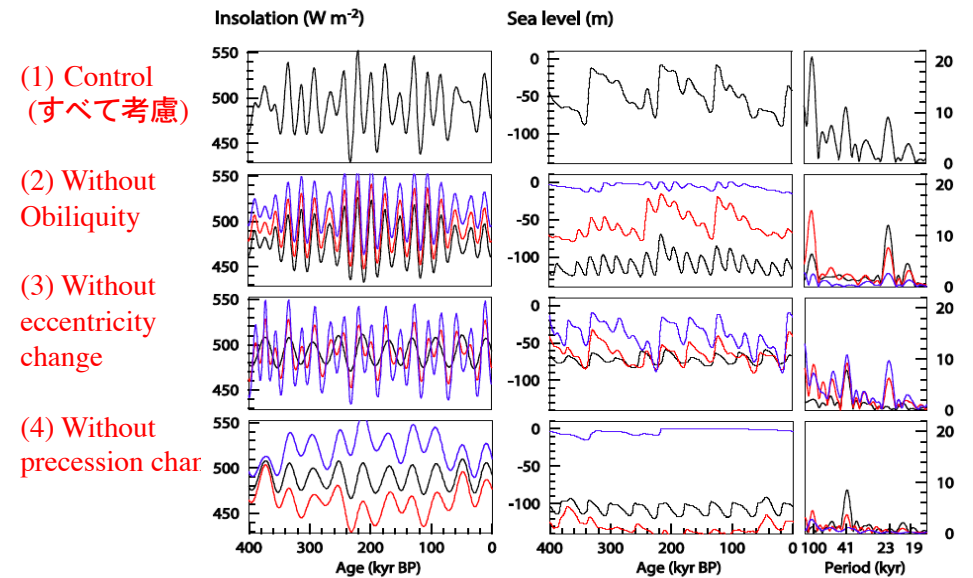 Insolation (W m-2)
Sea level (m)
(1) Control
(すべて考慮)
550
500
450
0
-50
-100
20
10
0
(2) Without
Obiliquity
550
500
450
0
-50
-100
20
10
0
(3) Without
eccentricity
change
550
500
450
0
-50
-100
20
10
0
(4) Without
precession char
550
500
450
0
-50
-100
20
10
0
400 300 200 100 0
400 300 200 100 0
100 41 23 19
Age (kyr BP)
Age (kyr BP)
Period (kyr)